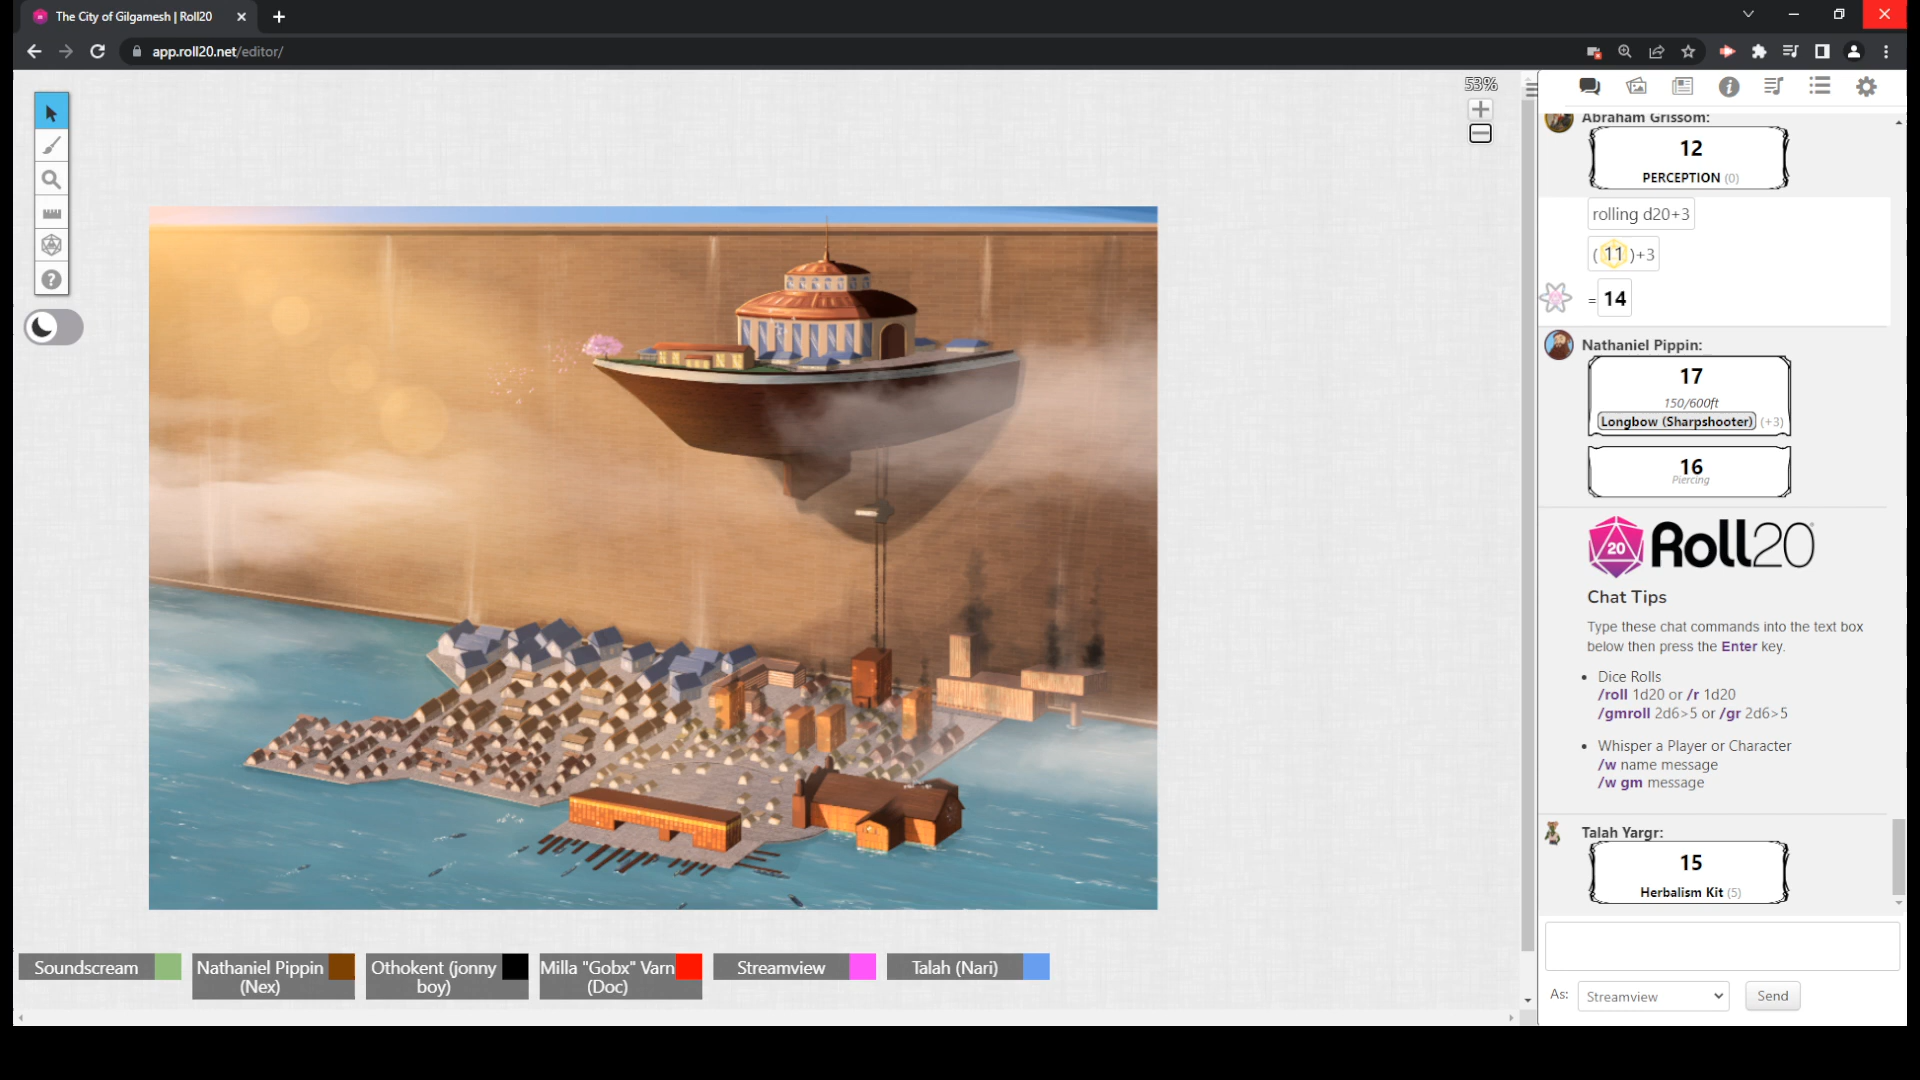 The City of Gilgamesh | Roll20
app.roll20.net/editor/
53%
Abraham Grissom:
12
PERCEPTION (0)
rolling d20+3
(11)+3
= 14
Nathaniel Pippin:
17
150/600ft
Longbow (Sharpshooter) (+3)
16
Piercing
20 Roll20
Chat Tips
Type these chat commands into the text box
below then press the Enter key.
Dice Rolls
/roll 1d20 or /r 1d20
/gmroll 2d6>5 or /gr 2d6>5
Whisper a Player or Character
/w name message
/w gm message
Talah Yargr:
15
Herbalism Kit (5)
Soundscream
Nathaniel Pippin
(Nex)
Othokent (jonny
boy)
Milla "Gobx" Varn
(Doc)
Streamview
Talah (Nari)
As: Streamview Send